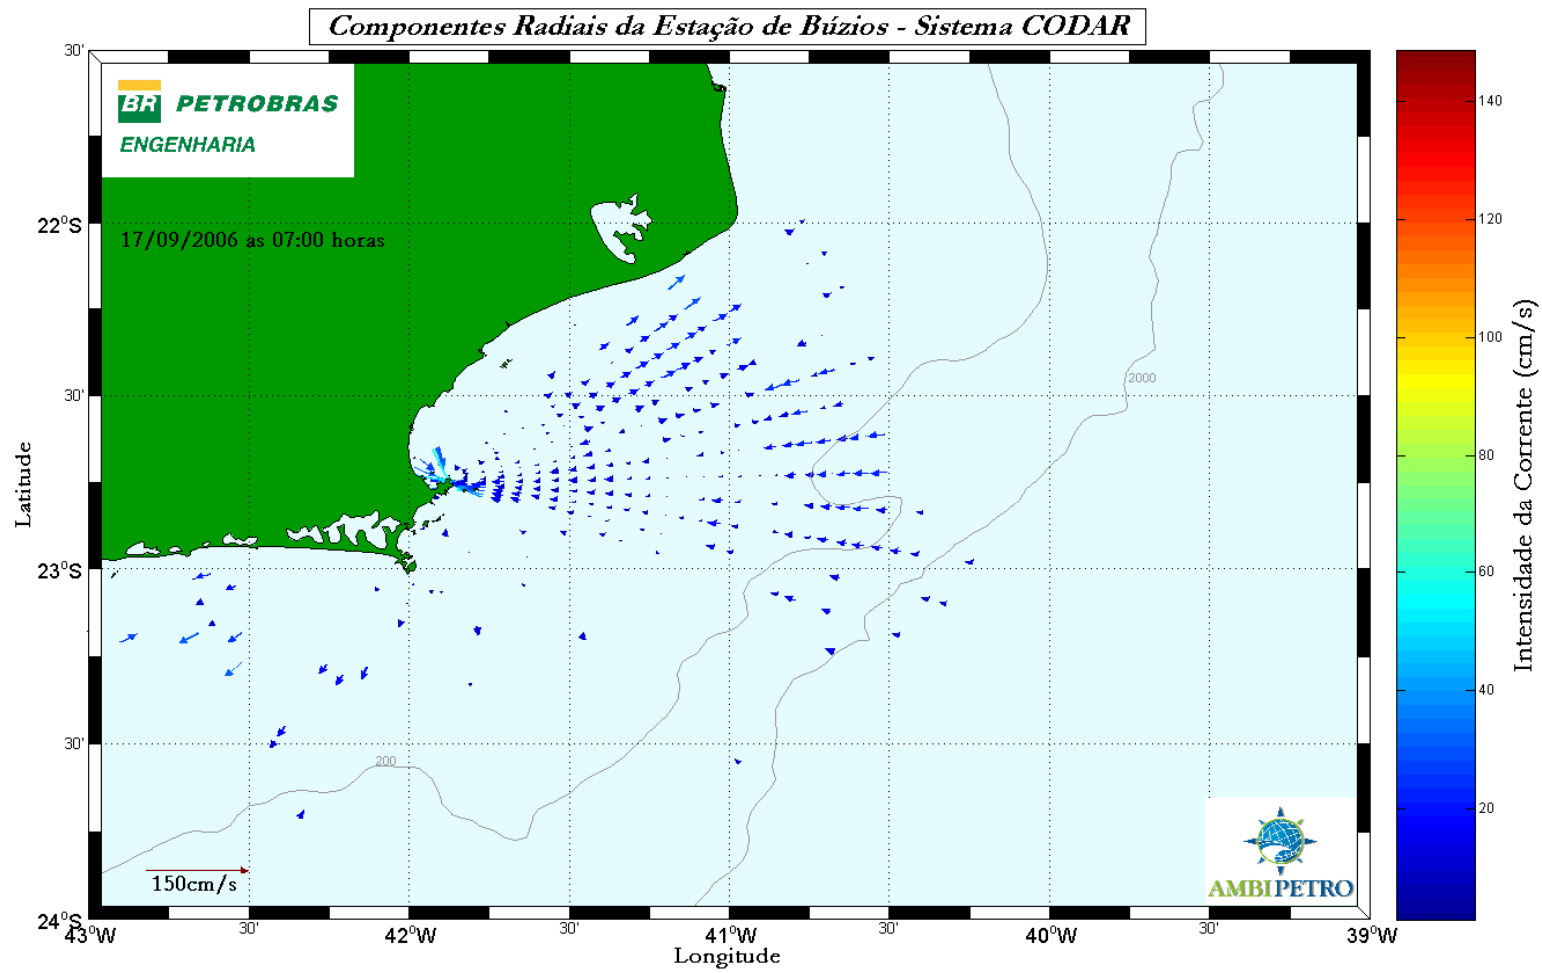 Componentes Radiais da Estação de Búzios - Sistema CODAR
BR PETROBRAS
ENGENHARIA
17/09/2006 as 07:00 horas
30'
22°S
30'
23°S
30'
24°S
Latitude
43°W
30'
42°W
30'
41°W
30'
40°W
30'
39°W
Longitude
2000
200
150cm/s
AMBIPETRO
140
120
100
80
60
40
20
Intensidade da Corrente (cm/s)